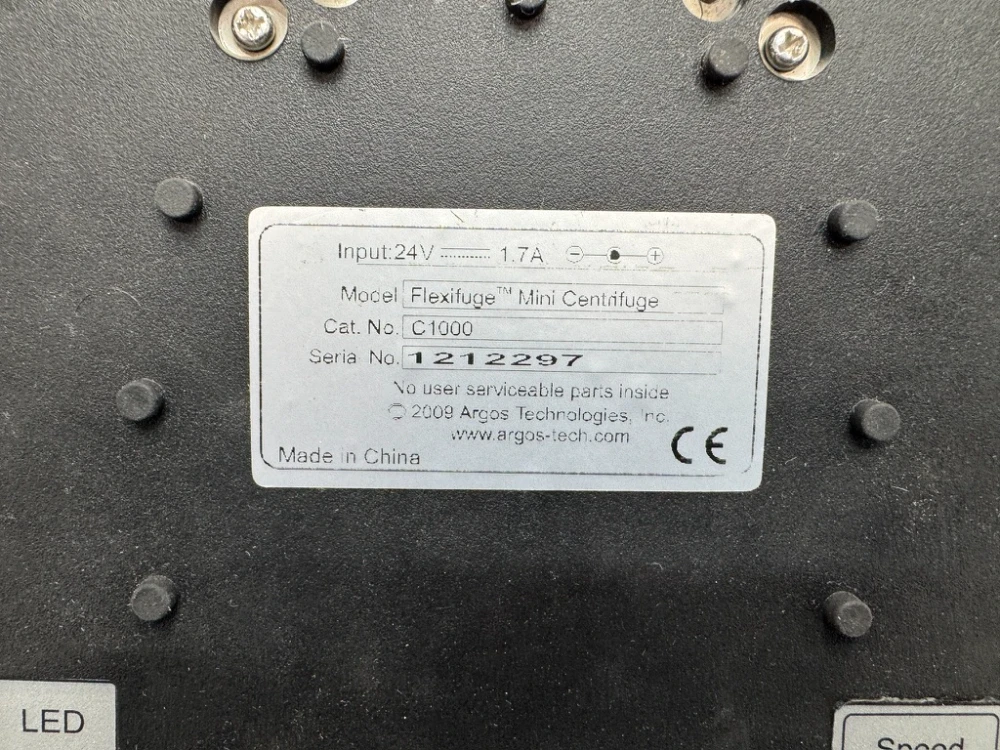 Input:24V 1.7A
Model Flexifuge™ Mini Centrifuge
Cat. No. C1000
Serial No. 1212297
No user serviceable parts inside
© 2009 Argos Technologies, Inc.
www.argos-tech.com
CE
Made in China
LED
Speed